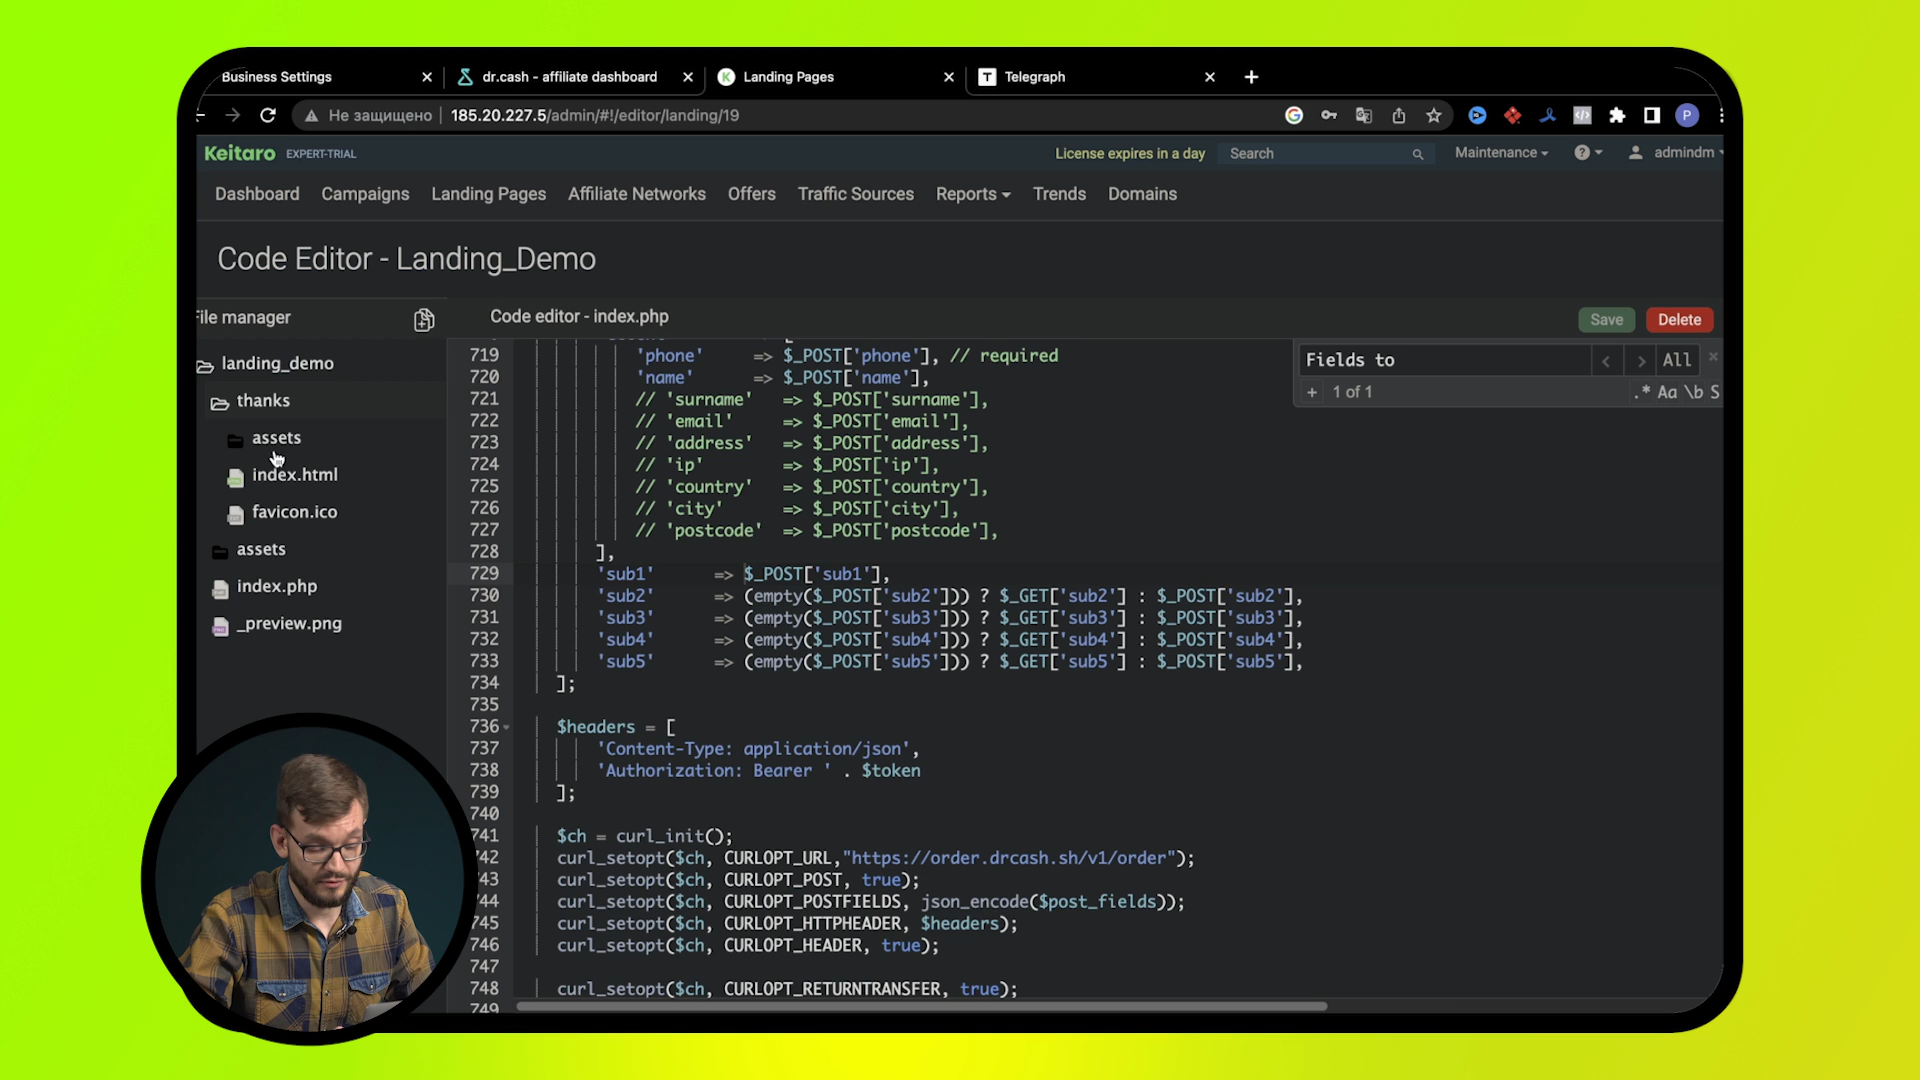 Business Settings
dr.cash - affiliate dashboard
Landing Pages
Telegraph
Не защищено
185.20.227.5/admin/#!/editor/landing/19
P
Keitaro EXPERT-TRIAL
License expires in a day
Search
Maintenance
admindm
Dashboard
Campaigns
Landing Pages
Affiliate Networks
Offers
Traffic Sources
Reports
Trends
Domains
Code Editor - Landing_Demo
File manager
Code editor - index.php
Save
Delete
landing_demo
thanks
assets
index.html
favicon.ico
assets
index.php
_preview.png
Fields to
All
+ 1 of 1
.* Aa \b S
719 'phone' => $_POST['phone'], // required
720 'name' => $_POST['name'],
721 // 'surname' => $_POST['surname'],
722 // 'email' => $_POST['email'],
723 // 'address' => $_POST['address'],
724 // 'ip' => $_POST['ip'],
725 // 'country' => $_POST['country'],
726 // 'city' => $_POST['city'],
727 // 'postcode' => $_POST['postcode'],
728 ],
729 'sub1' => $_POST['sub1'],
730 'sub2' => (empty($_POST['sub2'])) ? $_GET['sub2'] : $_POST['sub2'],
731 'sub3' => (empty($_POST['sub3'])) ? $_GET['sub3'] : $_POST['sub3'],
732 'sub4' => (empty($_POST['sub4'])) ? $_GET['sub4'] : $_POST['sub4'],
733 'sub5' => (empty($_POST['sub5'])) ? $_GET['sub5'] : $_POST['sub5'],
734 ];
735
736 $headers = [
737 'Content-Type: application/json',
738 'Authorization: Bearer ' . $token
739 ];
740
741 $ch = curl_init();
742 curl_setopt($ch, CURLOPT_URL,"https://order.drcash.sh/v1/order");
743 curl_setopt($ch, CURLOPT_POST, true);
744 curl_setopt($ch, CURLOPT_POSTFIELDS, json_encode($post_fields));
745 curl_setopt($ch, CURLOPT_HTTPHEADER, $headers);
746 curl_setopt($ch, CURLOPT_HEADER, true);
747
748 curl_setopt($ch, CURLOPT_RETURNTRANSFER, true);
749